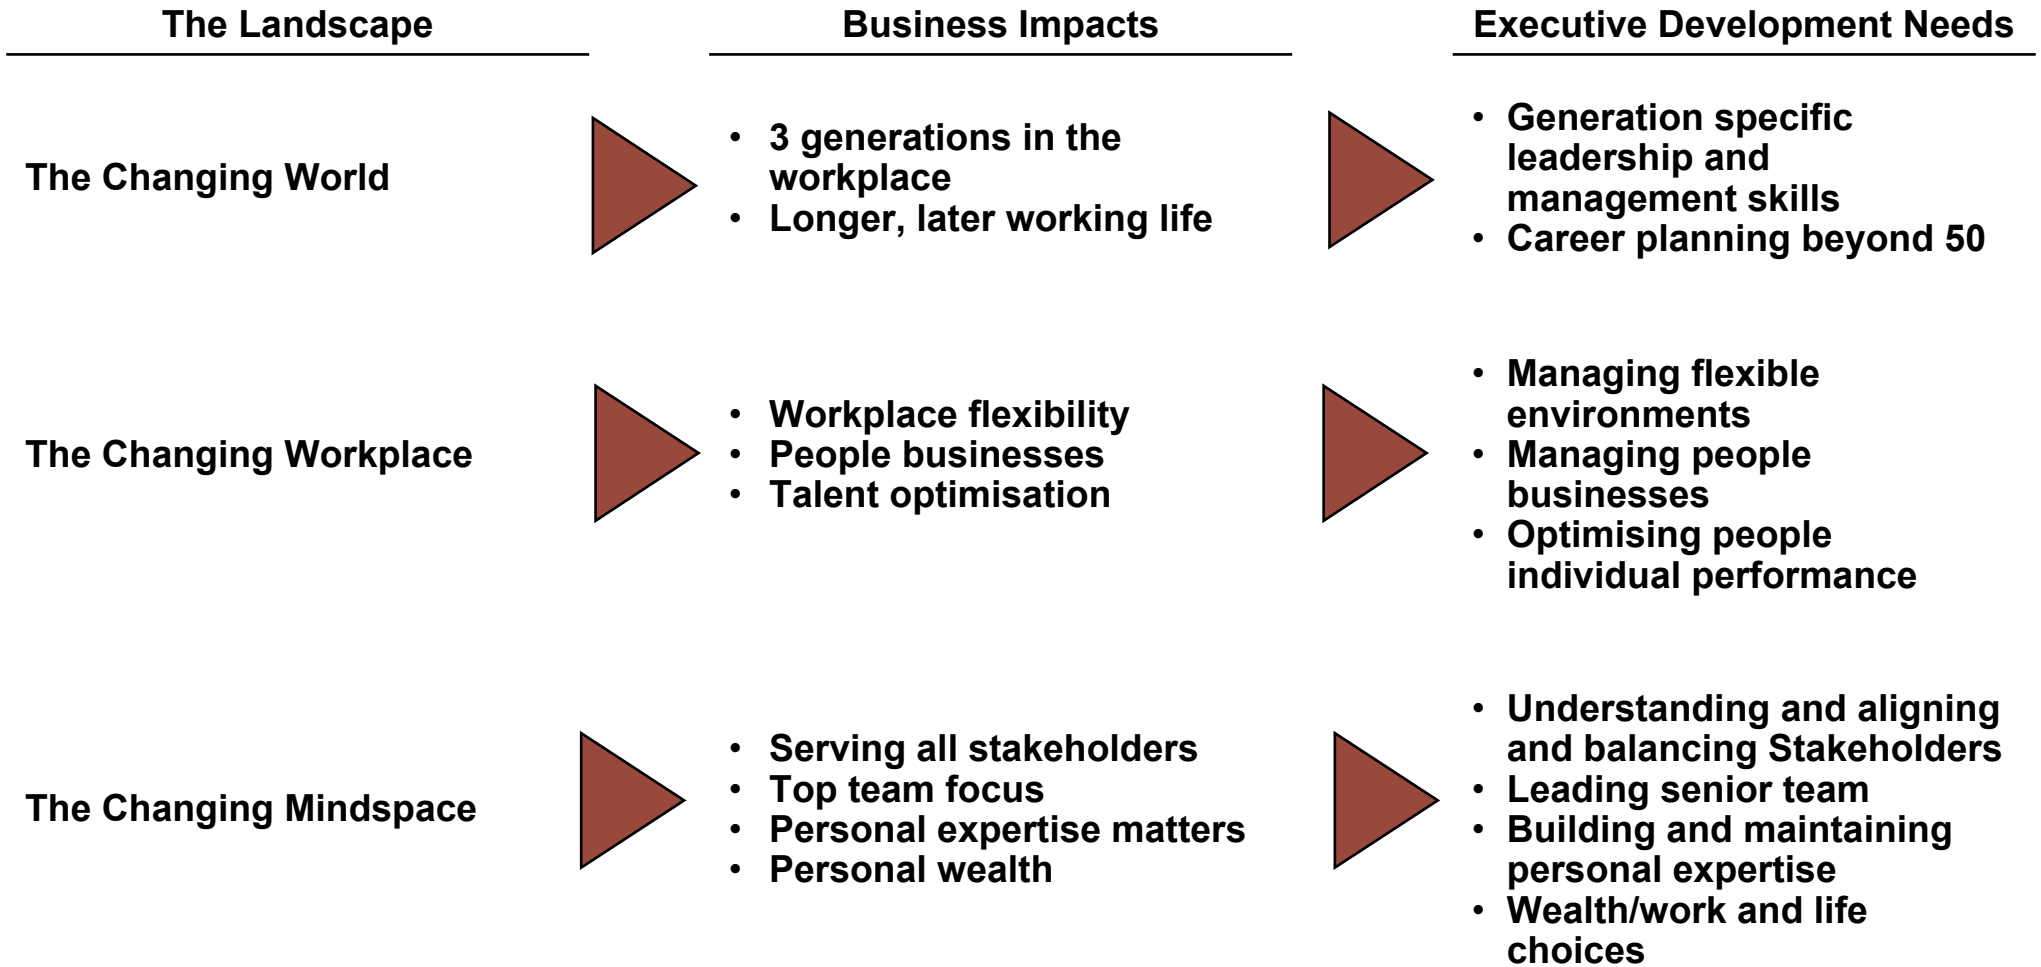 The Landscape
Business Impacts
Executive Development Needs
The Changing World
• 3 generations in the
workplace
• Longer, later working life
• Generation specific
leadership and
management skills
• Career planning beyond 50
The Changing Workplace
• Workplace flexibility
• People businesses
• Talent optimisation
• Managing flexible
environments
• Managing people
businesses
• Optimising people
individual performance
The Changing Mindspace
• Serving all stakeholders
• Top team focus
• Personal expertise matters
• Personal wealth
• Understanding and aligning
and balancing Stakeholders
• Leading senior team
• Building and maintaining
personal expertise
• Wealth/work and life
choices